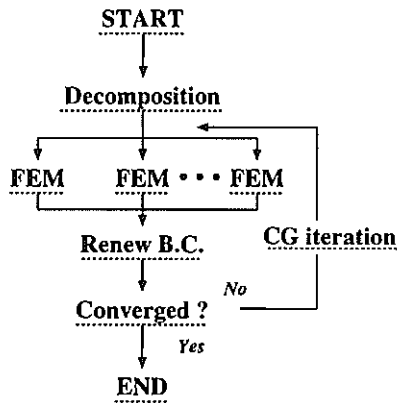 START
Decomposition
FEM FEM ••• FEM
Renew B.C.
CG iteration
Converged ?
No
Yes
END